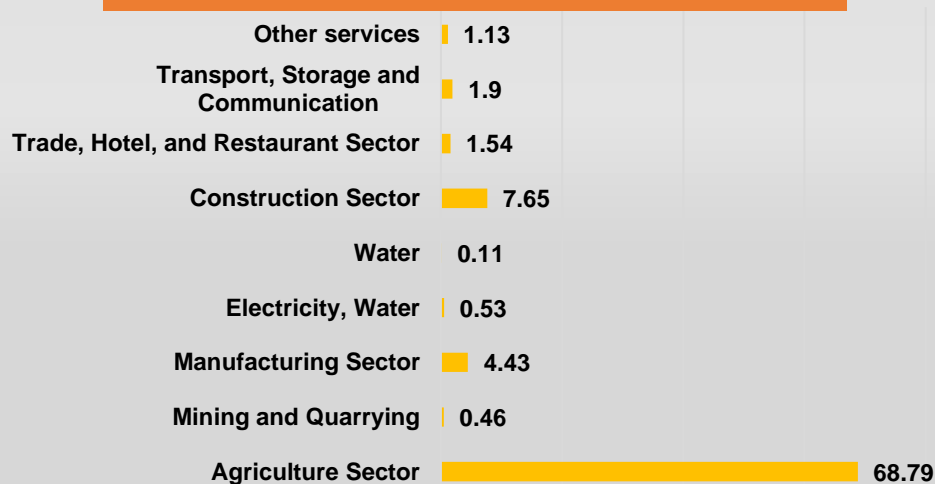 Other services 1.13
Transport, Storage and
Communication 1.9
Trade, Hotel, and Restaurant Sector 1.54
Construction Sector 7.65
Water 0.11
Electricity, Water 0.53
Manufacturing Sector 4.43
Mining and Quarrying 0.46
Agriculture Sector 68.79